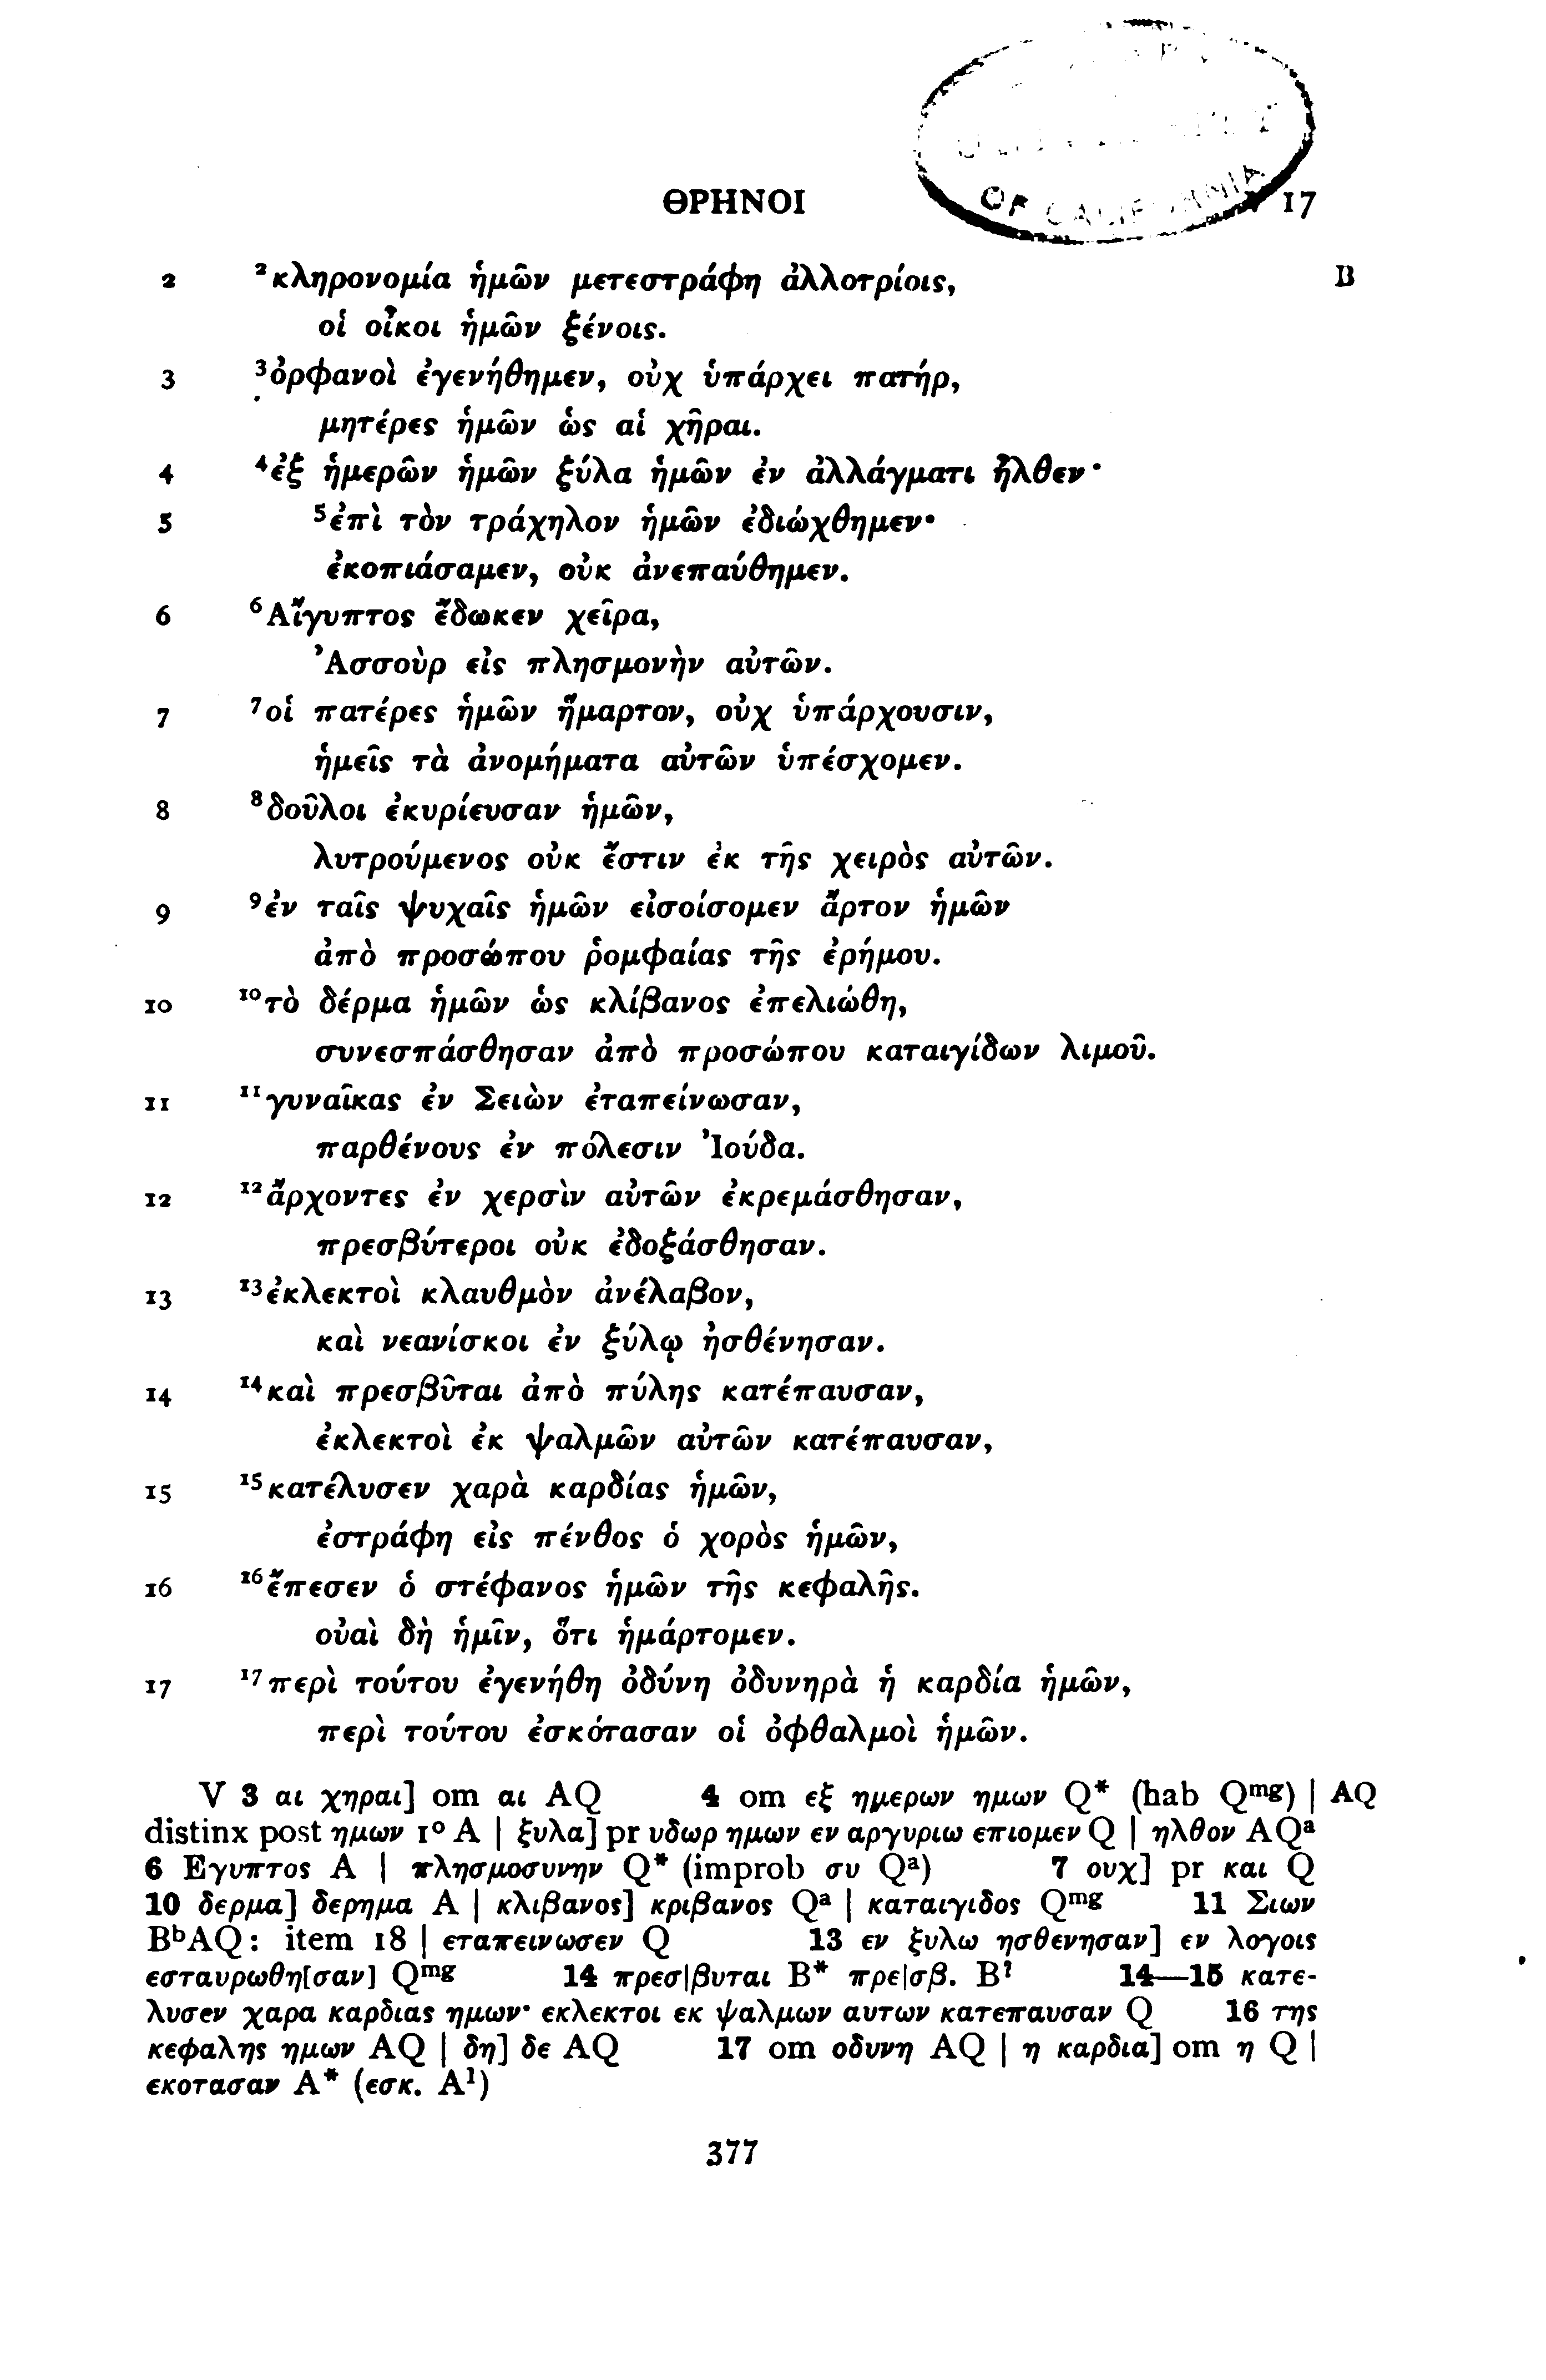 ΘΡΗΝΟΙ V 17
OF CALIFORNIA
2 ²κληρονομία ἡμῶν μετεστράφη ἀλλοτρίοις, B
οἱ οἶκοι ἡμῶν ξένοις.
3 ³ὀρφανοὶ ἐγενήθημεν, οὐχ ὑπάρχει πατήρ,
μητέρες ἡμῶν ὡς αἱ χῆραι.
4 ⁴ἐξ ἡμερῶν ἡμῶν ξύλα ἡμῶν ἐν ἀλλάγματι ἦλθεν·
5 ⁵ἐπὶ τὸν τράχηλον ἡμῶν ἐδιώχθημεν·
ἐκοπιάσαμεν, οὐκ ἀνεπαύθημεν.
6 ⁶Αἴγυπτος ἔδωκεν χεῖρα,
Ἀσσοὺρ εἰς πλησμονὴν αὐτῶν.
7 ⁷οἱ πατέρες ἡμῶν ἥμαρτον, οὐχ ὑπάρχουσιν,
ἡμεῖς τὰ ἀνομήματα αὐτῶν ὑπέσχομεν.
8 ⁸δοῦλοι ἐκυρίευσαν ἡμῶν,
λυτρούμενος οὐκ ἔστιν ἐκ τῆς χειρὸς αὐτῶν.
9 ⁹ἐν ταῖς ψυχαῖς ἡμῶν εἰσοίσομεν ἄρτον ἡμῶν
ἀπὸ προσώπου ῥομφαίας τῆς ἐρήμου.
10 ¹⁰τὸ δέρμα ἡμῶν ὡς κλίβανος ἐπελιώθη,
συνεσπάσθησαν ἀπὸ προσώπου καταιγίδων λιμοῦ.
11 ¹¹γυναῖκας ἐν Σειὼν ἐταπείνωσαν,
παρθένους ἐν πόλεσιν Ἰούδα.
12 ¹²ἄρχοντες ἐν χερσὶν αὐτῶν ἐκρεμάσθησαν,
πρεσβύτεροι οὐκ ἐδοξάσθησαν.
13 ¹³ἐκλεκτοὶ κλαυθμὸν ἀνέλαβον,
καὶ νεανίσκοι ἐν ξύλῳ ἠσθένησαν.
14 ¹⁴καὶ πρεσβῦται ἀπὸ πύλης κατέπαυσαν,
ἐκλεκτοὶ ἐκ ψαλμῶν αὐτῶν κατέπαυσαν,
15 ¹⁵κατέλυσεν χαρὰ καρδίας ἡμῶν,
ἐστράφη εἰς πένθος ὁ χορὸς ἡμῶν,
16 ¹⁶ἔπεσεν ὁ στέφανος ἡμῶν τῆς κεφαλῆς.
οὐαὶ δὴ ἡμῖν, ὅτι ἡμάρτομεν.
17 ¹⁷περὶ τούτου ἐγενήθη ὀδύνη ὀδυνηρὰ ἡ καρδία ἡμῶν,
περὶ τούτου ἐσκότασαν οἱ ὀφθαλμοὶ ἡμῶν.
V 3 αι χηραι] om αι AQ 4 om εξ ημερων ημων Q* (hab Qᵐᵍ) | AQ
distinx post ημων 1° A | ξυλα] pr υδωρ ημων εν αργυριω επιομεν Q | ηλθον AQᵃ
6 Εγυπτος A | πλησμοσυνην Q* (improb συ Qᵃ) 7 ουχ] pr και Q
10 δερμα] δερημα A | κλιβανος] κριβανος Qᵃ | καταιγιδος Qᵐᵍ 11 Σιων
BᵇAQ: item 18 | εταπεινωσεν Q 13 εν ξυλω ησθενησαν] εν λογοις
εσταυρωθη[σαν] Qᵐᵍ 14 πρεσ|βυται B* πρε|σβ. B? 14—15 κατε-
λυσεν χαρα καρδιας ημων· εκλεκτοι εκ ψαλμων αυτων κατεπαυσαν Q 16 της
κεφαλης ημων AQ | δη] δε AQ 17 om οδυνη AQ | η καρδια] om η Q |
εκοτασαν A* (εσκ. A¹)
377